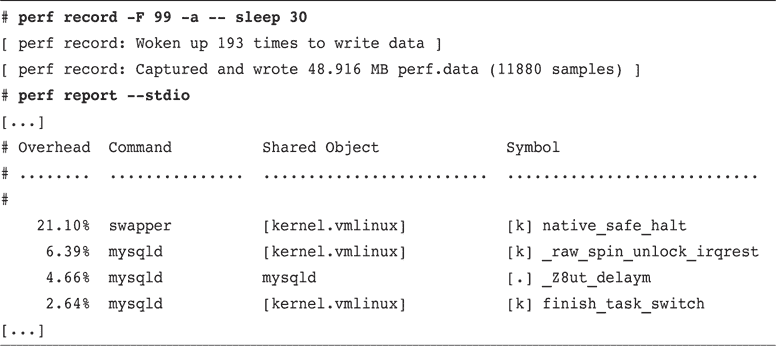 # perf record -F 99 -a -- sleep 30
[ perf record: Woken up 193 times to write data ]
[ perf record: Captured and wrote 48.916 MB perf.data (11880 samples) ]
# perf report --stdio
[...]
# Overhead  Command          Shared Object              Symbol
# ........  ...............  .........................  ............................
#
    21.10%  swapper          [kernel.vmlinux]           [k] native_safe_halt
     6.39%  mysqld           [kernel.vmlinux]           [k] _raw_spin_unlock_irqrest
     4.66%  mysqld           mysqld                     [.] _Z8ut_delaym
     2.64%  mysqld           [kernel.vmlinux]           [k] finish_task_switch
[...]